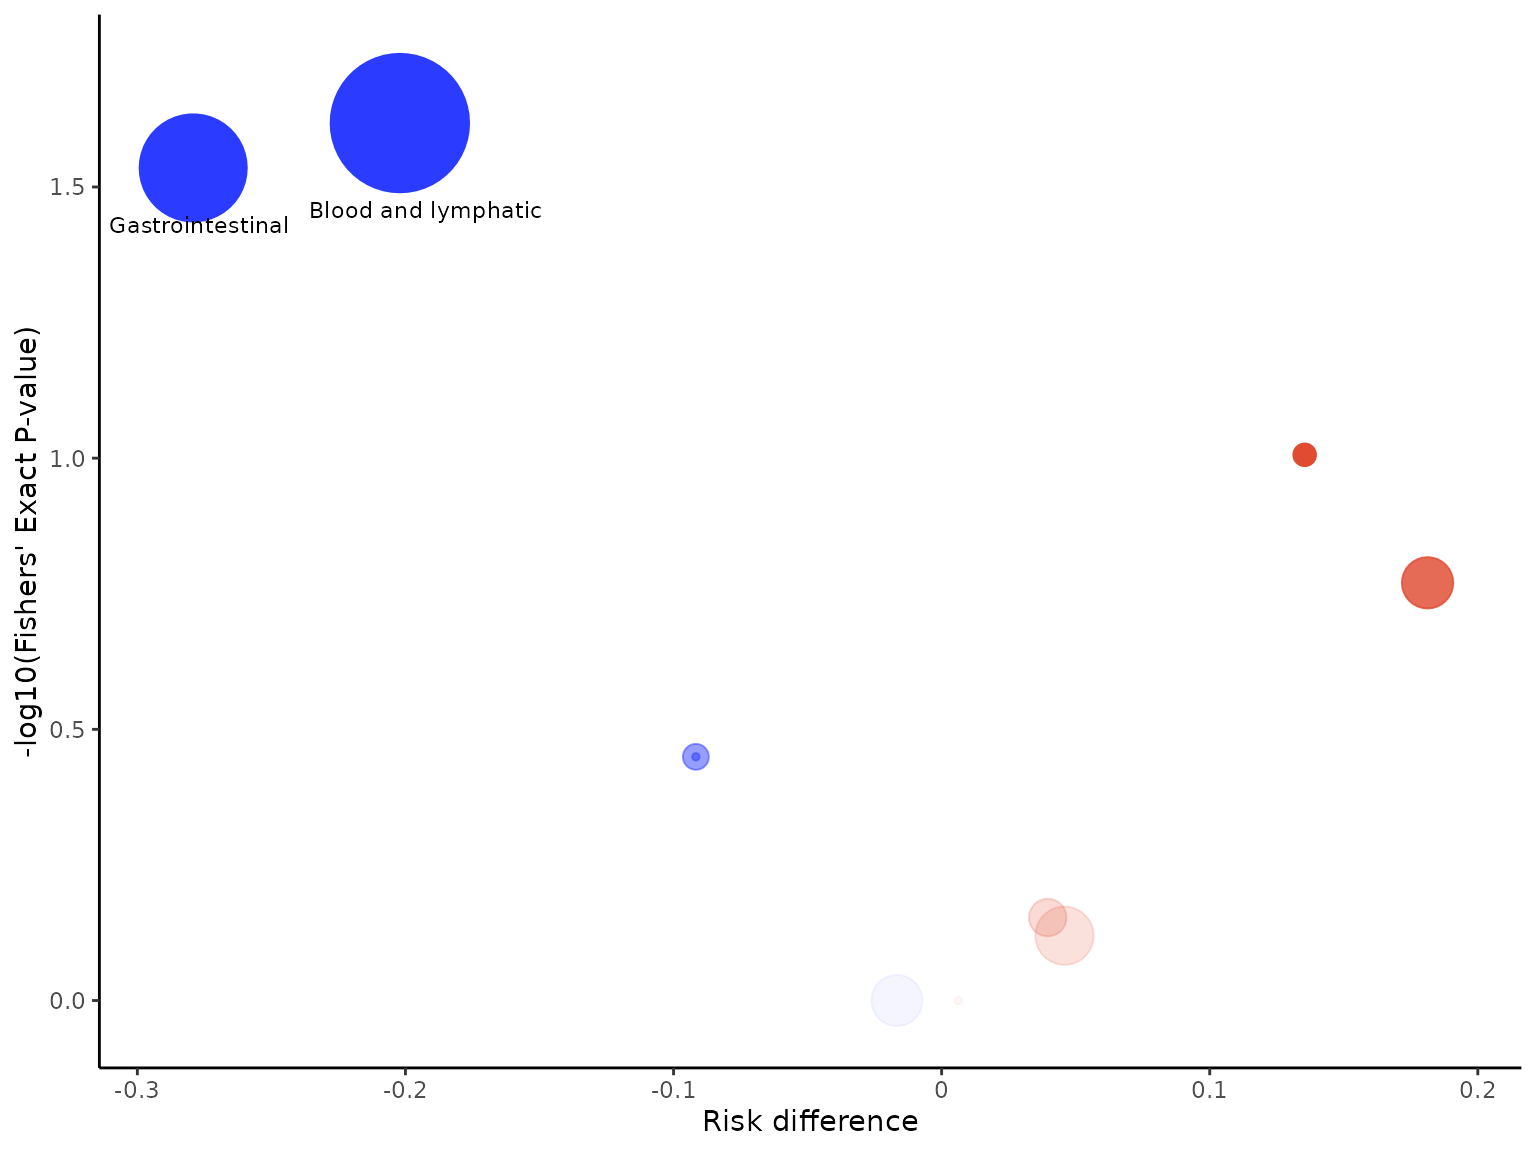 1.5
1.0
0.5
0.0
-log10(Fishers' Exact P-value)
Gastrointestinal
Blood and lymphatic
-0.3
-0.2
-0.1
0
0.1
0.2
Risk difference